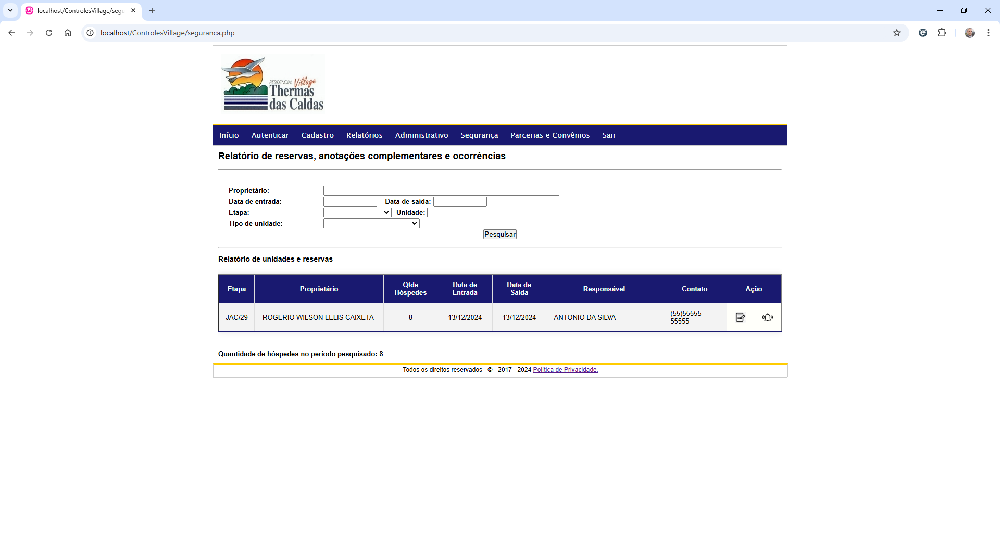 localhost/ControlesVillage/segu
localhost/ControlesVillage/seguranca.php
RESIDENCIAL Village
Thermas
das Caldas
Início Autenticar Cadastro Relatórios Administrativo Segurança Parcerias e Convênios Sair
Relatório de reservas, anotações complementares e ocorrências
Proprietário:
Data de entrada: Data de saída:
Etapa: Unidade:
Tipo de unidade:
Pesquisar
Relatório de unidades e reservas
Etapa Proprietário Qtde Hóspedes Data de Entrada Data de Saída Responsável Contato Ação
JAC/29 ROGERIO WILSON LELIS CAIXETA 8 13/12/2024 13/12/2024 ANTONIO DA SILVA (55)55555-55555
Quantidade de hóspedes no período pesquisado: 8
Todos os direitos reservados - © - 2017 - 2024 Política de Privacidade.